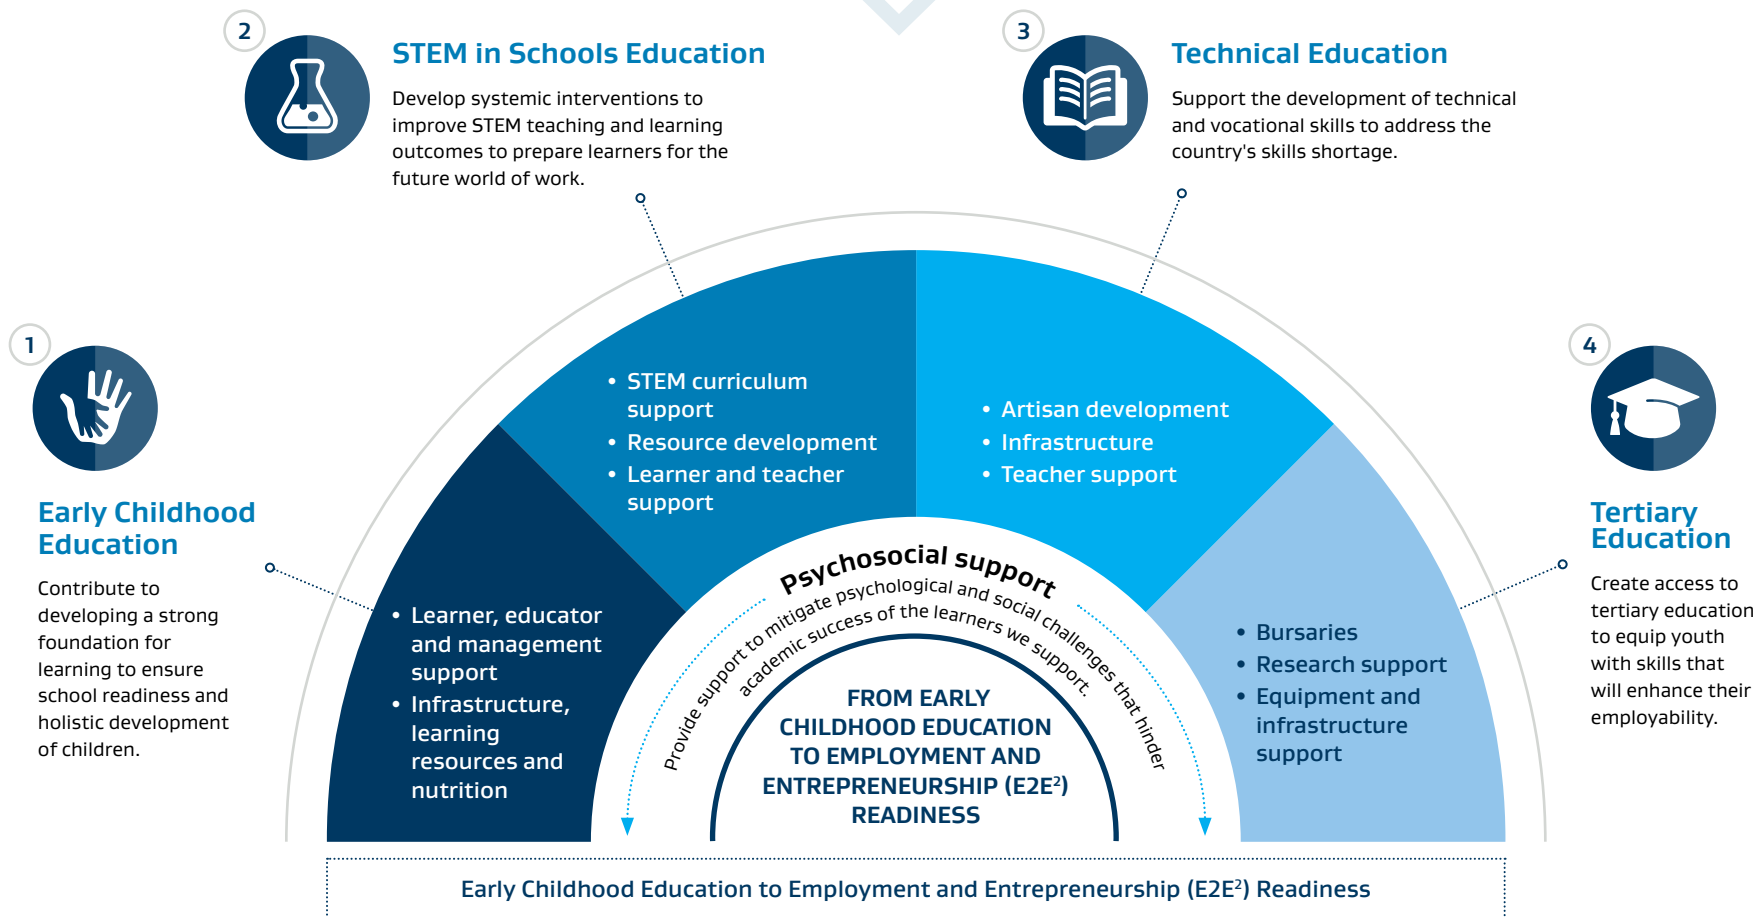 1
Early Childhood
Education
Contribute to
developing a strong
foundation for
learning to ensure
school readiness and
holistic development
of children.
2
STEM in Schools Education
Develop systemic interventions to
improve STEM teaching and learning
outcomes to prepare learners for the
future world of work.
3
Technical Education
Support the development of technical
and vocational skills to address the
country's skills shortage.
4
Tertiary
Education
Create access to
tertiary education
to equip youth
with skills that
will enhance their
employability.
• Learner, educator
and management
support
• Infrastructure,
learning
resources and
nutrition
• STEM curriculum
support
• Resource development
• Learner and teacher
support
• Artisan development
• Infrastructure
• Teacher support
• Bursaries
• Research support
• Equipment and
infrastructure
support
Psychosocial support
Provide support to mitigate psychological and social challenges that hinder
academic success of the learners we support.
FROM EARLY
CHILDHOOD EDUCATION
TO EMPLOYMENT AND
ENTREPRENEURSHIP (E2E²)
READINESS
Early Childhood Education to Employment and Entrepreneurship (E2E²) Readiness